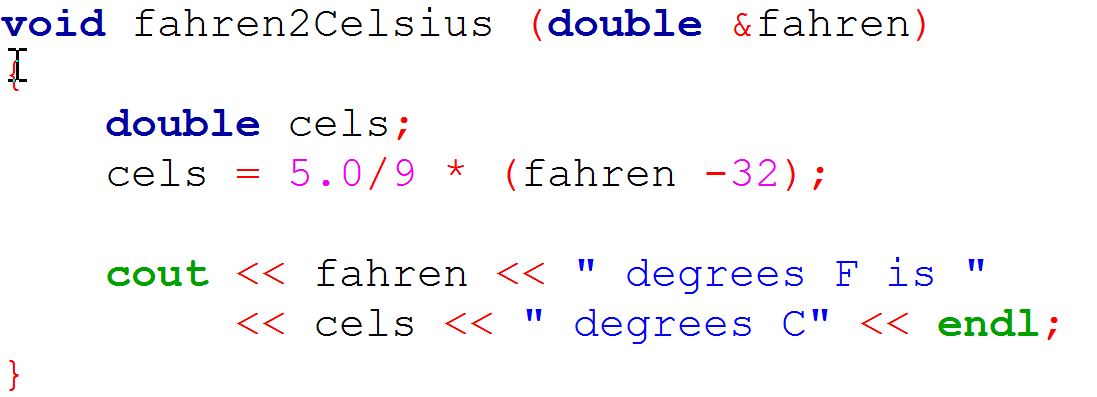 void fahren2Celsius (double &fahren)
{
    double cels;
    cels = 5.0/9 * (fahren -32);

    cout << fahren << " degrees F is "
         << cels << " degrees C" << endl;
}